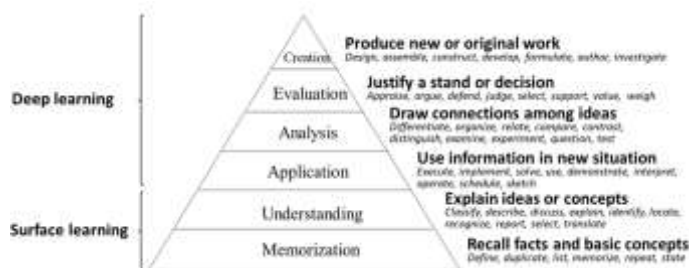 Produce new or original work
Creation
Design, assemble, construct, develop, formulate, author, investigate
Justify a stand or decision
Deep learning
Evaluation
Appraise, argue, defend, judge, select, support, value, weigh
Draw connections among ideas
Analysis
Differentiate, organize, relate, compare, contrast,
distinguish, examine, experiment, question, test
Use information in new situation
Application
Execute, implement, solve, use, demonstrate, interpret,
operate, schedule, sketch
Explain ideas or concepts
Understanding
Classify, describe, discuss, explain, identify, locate,
recognize, report, select, translate
Surface learning
Recall facts and basic concepts
Memorization
Define, duplicate, list, memorize, repeat, state